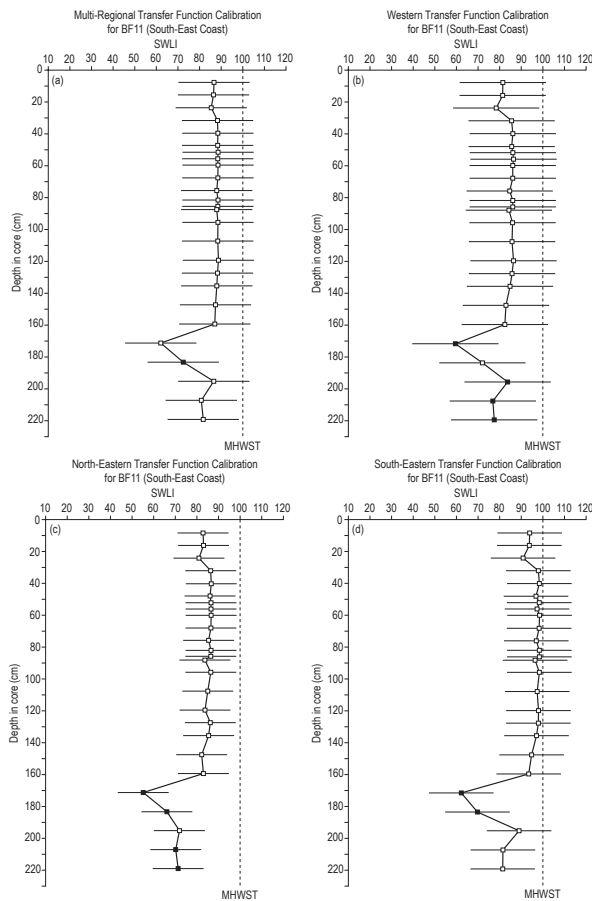 Multi-Regional Transfer Function Calibration
for BF11 (South-East Coast)
SWLI
10 20 30 40 50 60 70 80 90 100 110 120
(a)
0
20
40
60
80
100
120
140
160
180
200
220
Depth in core (cm)
MHWST
Western Transfer Function Calibration
for BF11 (South-East Coast)
SWLI
10 20 30 40 50 60 70 80 90 100 110 120
(b)
0
20
40
60
80
100
120
140
160
180
200
220
Depth in core (cm)
MHWST
North-Eastern Transfer Function Calibration
for BF11 (South-East Coast)
SWLI
10 20 30 40 50 60 70 80 90 100 110 120
(c)
0
20
40
60
80
100
120
140
160
180
200
220
Depth in core (cm)
MHWST
South-Eastern Transfer Function Calibration
for BF11 (South-East Coast)
SWLI
10 20 30 40 50 60 70 80 90 100 110 120
(d)
0
20
40
60
80
100
120
140
160
180
200
220
Depth in core (cm)
MHWST